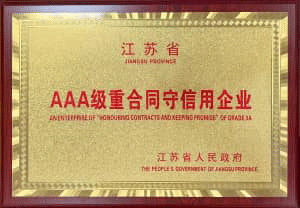 江苏省
JIANGSU PROVINCE
AAA级重合同守信用企业
AN ENTERPRISE OF "HONOURING CONTRACTS AND KEEPING PROMISE" OF GRADE 3A
江苏省人民政府
THE PEOPLE'S GOVERNMENT OF JIANGSU PROVINCE.